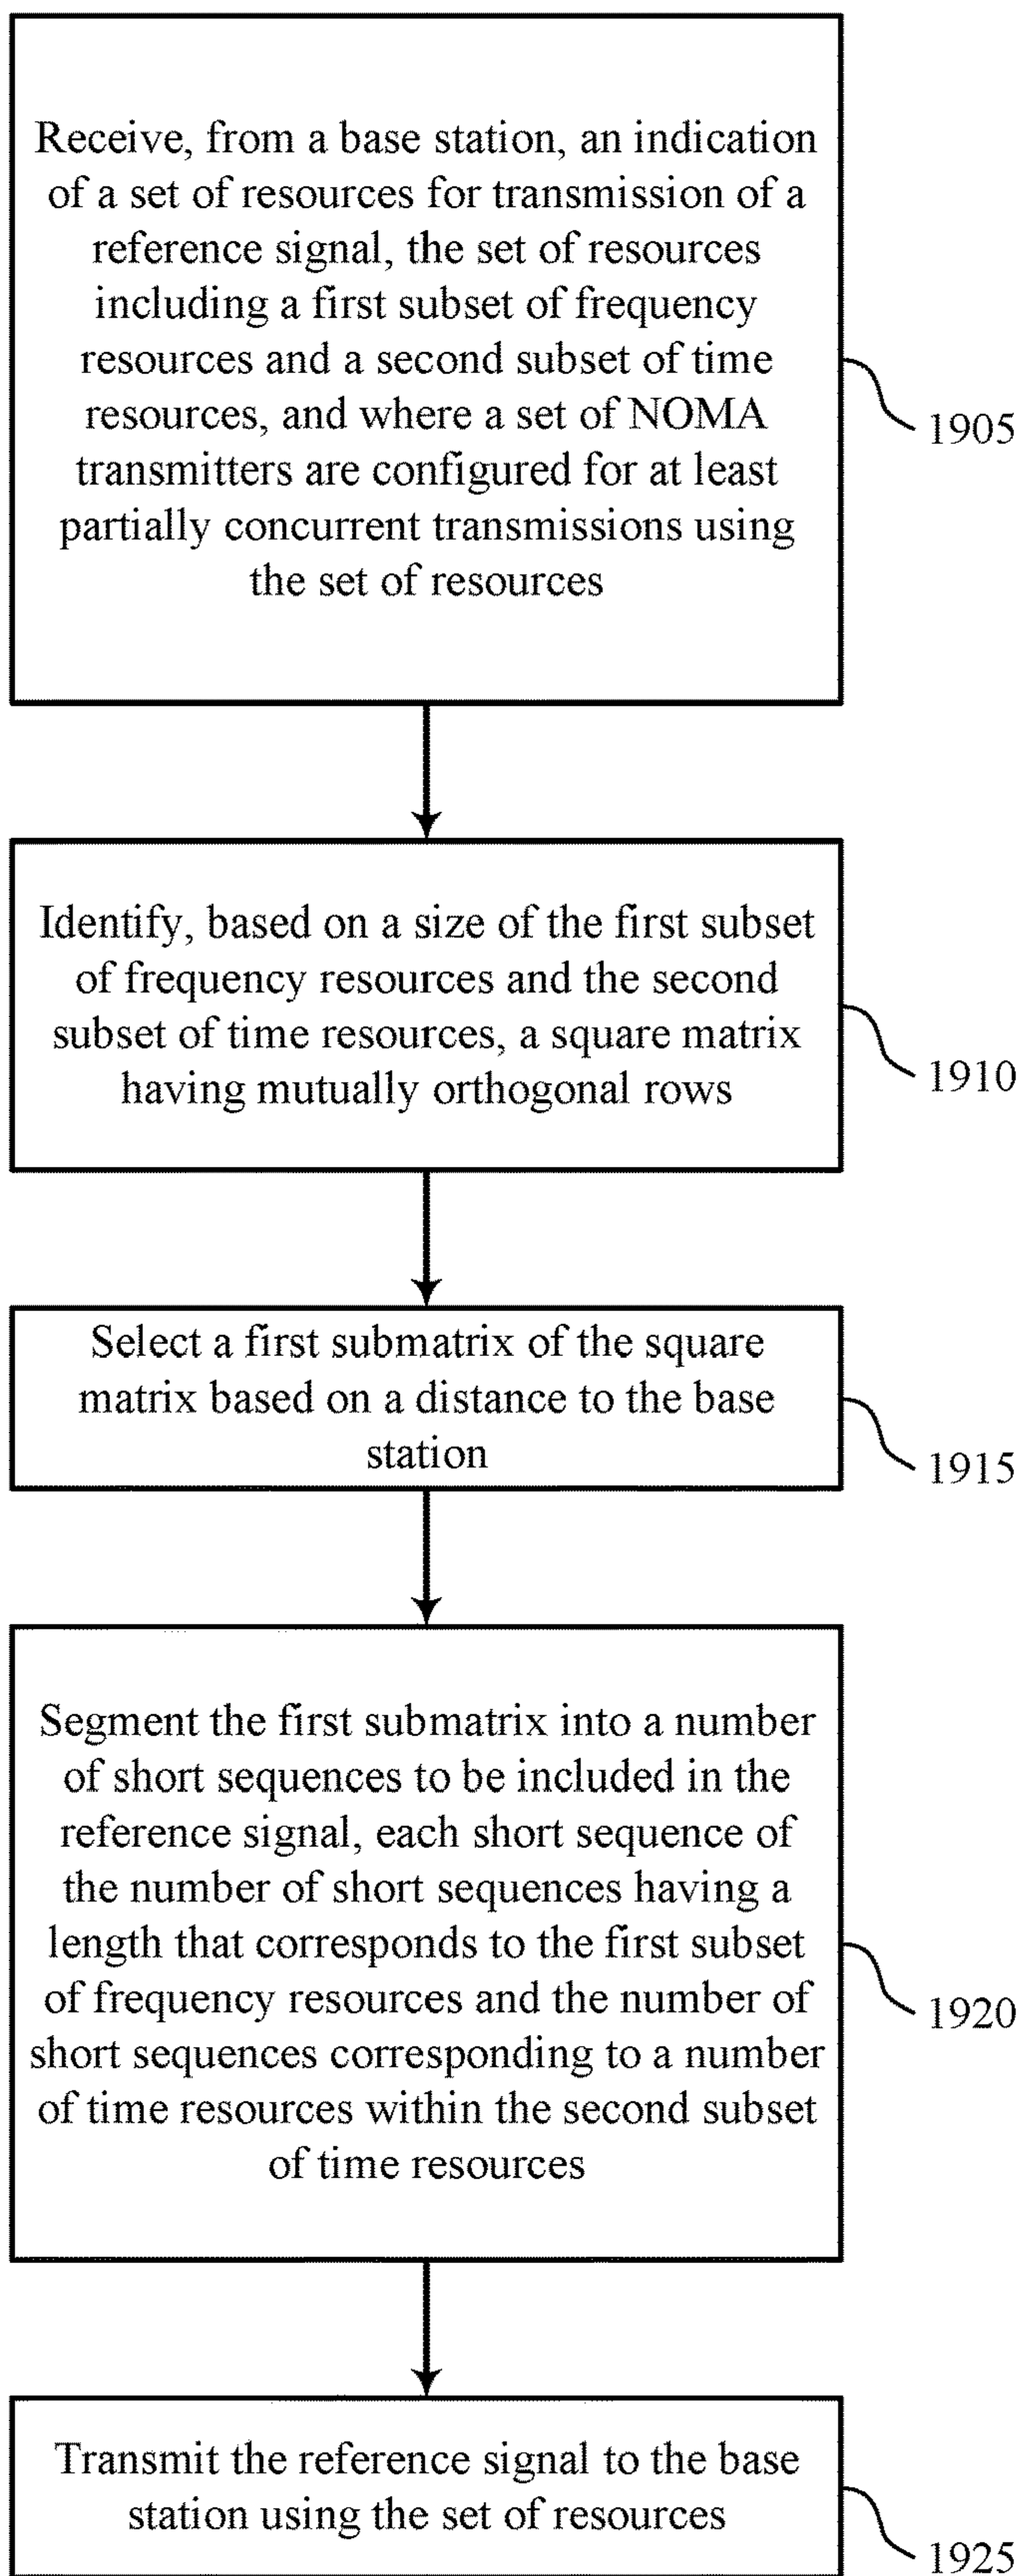 Receive, from a base station, an indication
of a set of resources for transmission of a
reference signal, the set of resources
including a first subset of frequency
resources and a second subset of time
resources, and where a set of NOMA
transmitters are configured for at least
partially concurrent transmissions using
the set of resources
1905
Identify, based on a size of the first subset
of frequency resources and the second
subset of time resources, a square matrix
having mutually orthogonal rows
1910
Select a first submatrix of the square
matrix based on a distance to the base
station
1915
Segment the first submatrix into a number
of short sequences to be included in the
reference signal, each short sequence of
the number of short sequences having a
length that corresponds to the first subset
of frequency resources and the number of
short sequences corresponding to a number
of time resources within the second subset
of time resources
1920
Transmit the reference signal to the base
station using the set of resources
1925